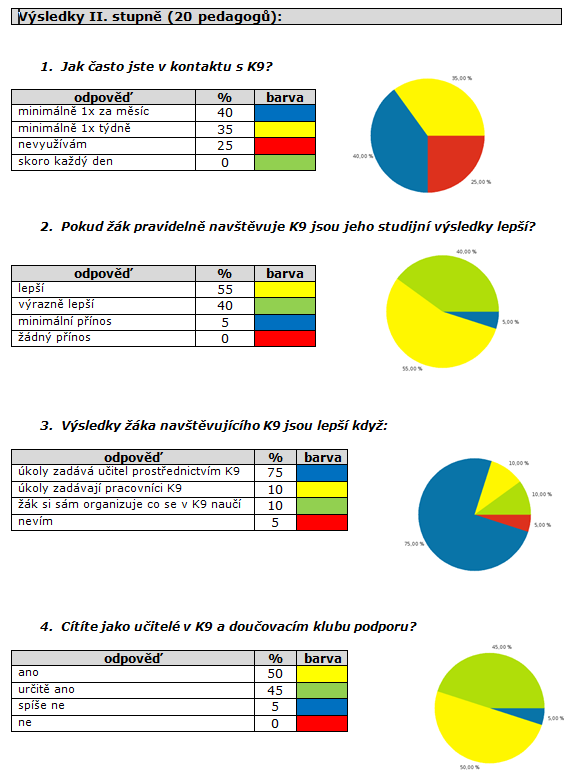 Výsledky II. stupně (20 pedagogů):
1. Jak často jste v kontaktu s K9?
odpověď % barva
minimálně 1x za měsíc 40
minimálně 1x týdně 35
nevyužívám 25
skoro každý den 0
35,00 %
40,00 %
25,00 %
2. Pokud žák pravidelně navštěvuje K9 jsou jeho studijní výsledky lepší?
odpověď % barva
lepší 55
výrazně lepší 40
minimální přínos 5
žádný přínos 0
40,00 %
5,00 %
55,00 %
3. Výsledky žáka navštěvujícího K9 jsou lepší když:
odpověď % barva
úkoly zadává učitel prostřednictvím K9 75
úkoly zadávají pracovníci K9 10
žák si sám organizuje co se v K9 naučí 10
nevím 5
10,00 %
10,00 %
5,00 %
75,00 %
4. Cítíte jako učitelé v K9 a doučovacím klubu podporu?
odpověď % barva
ano 50
určitě ano 45
spíše ne 5
ne 0
45,00 %
5,00 %
50,00 %